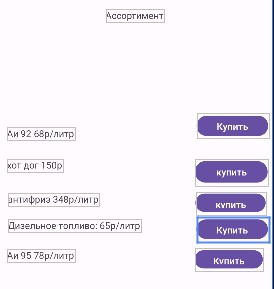 Ассортимент
Аи 92 68р/литр
Купить
хот дог 150р
купить
антифриз 348р/литр
купить
Дизельное топливо: 65р/литр
Купить
Аи 95 78р/литр
Купить